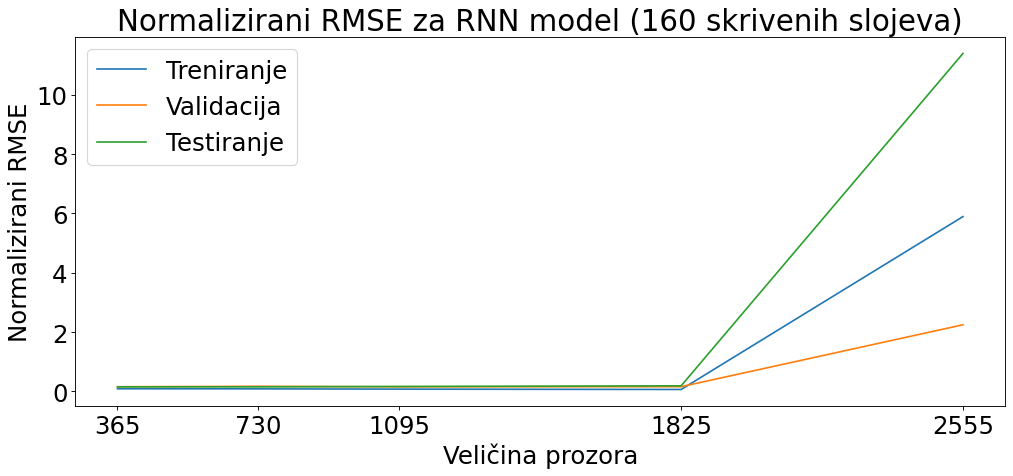 Normalizirani RMSE za RNN model (160 skrivenih slojeva)
Treniranje
Validacija
Testiranje
Normalizirani RMSE
10
8
6
4
2
0
365 730 1095 1825 2555
Veličina prozora